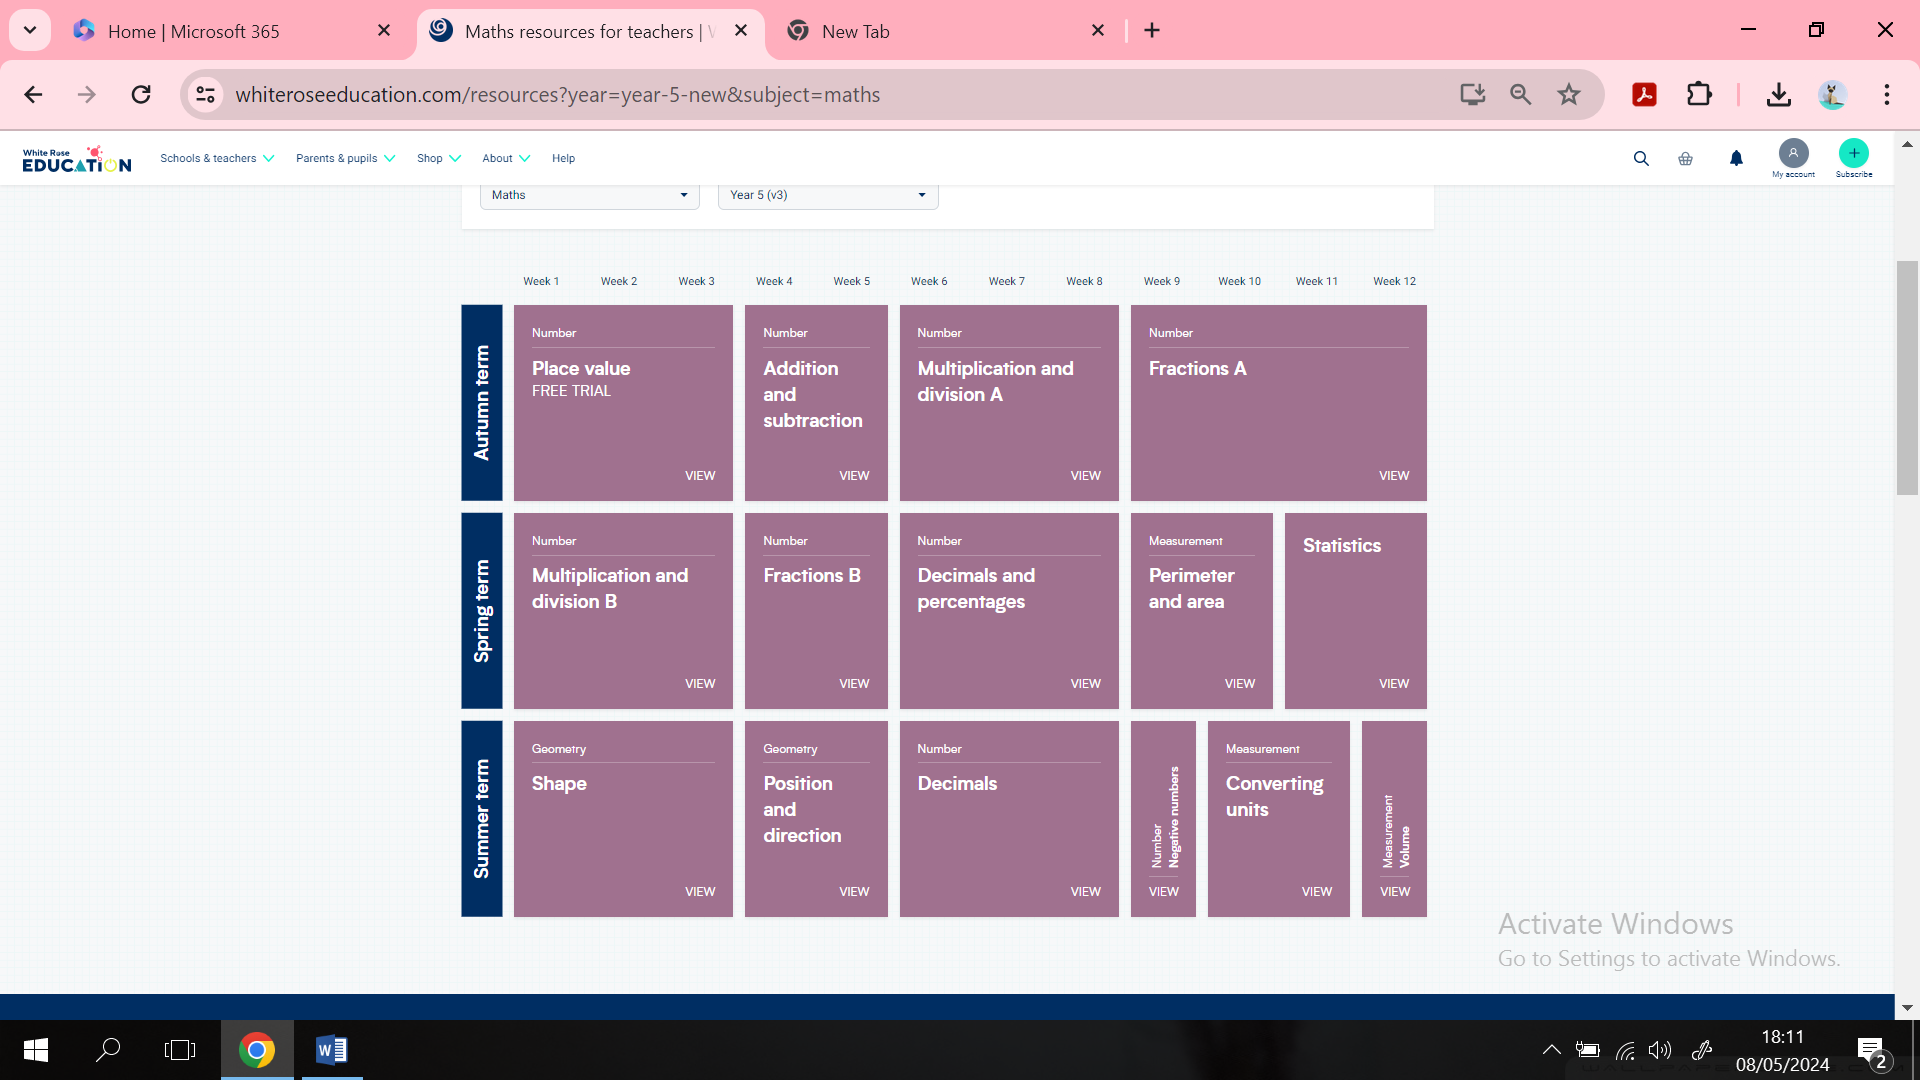 Home | Microsoft 365
Maths resources for teachers |
New Tab
whiteroseeducation.com/resources?year=year-5-new&subject=maths
White Rose
EDUCATION
Schools & teachers
Parents & pupils
Shop
About
Help
My account
Subscribe
Maths
Year 5 (v3)
Week 1 Week 2 Week 3 Week 4 Week 5 Week 6 Week 7 Week 8 Week 9 Week 10 Week 11 Week 12
Autumn term
Number
Place value
FREE TRIAL
VIEW
Number
Addition
and
subtraction
VIEW
Number
Multiplication and
division A
VIEW
Number
Fractions A
VIEW
Spring term
Number
Multiplication and
division B
VIEW
Number
Fractions B
VIEW
Number
Decimals and
percentages
VIEW
Measurement
Perimeter
and area
VIEW
Statistics
VIEW
Summer term
Geometry
Shape
VIEW
Geometry
Position
and
direction
VIEW
Number
Decimals
VIEW
Number
Negative numbers
VIEW
Measurement
Converting
units
VIEW
Measurement
Volume
VIEW
Activate Windows
Go to Settings to activate Windows.
18:11
08/05/2024
2